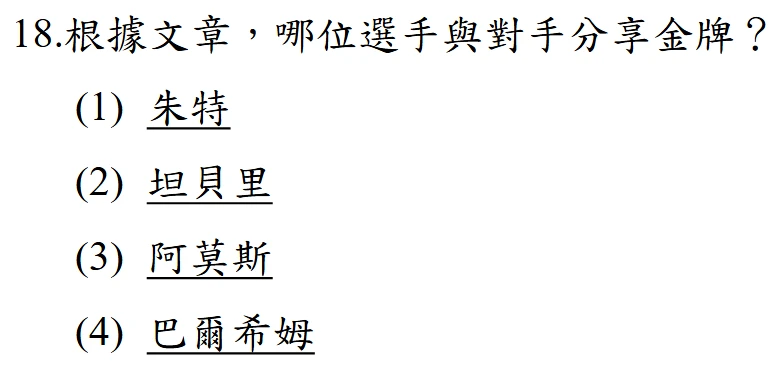 18.根據文章，哪位選手與對手分享金牌？
(1) 朱特
(2) 坦貝里
(3) 阿莫斯
(4) 巴爾希姆